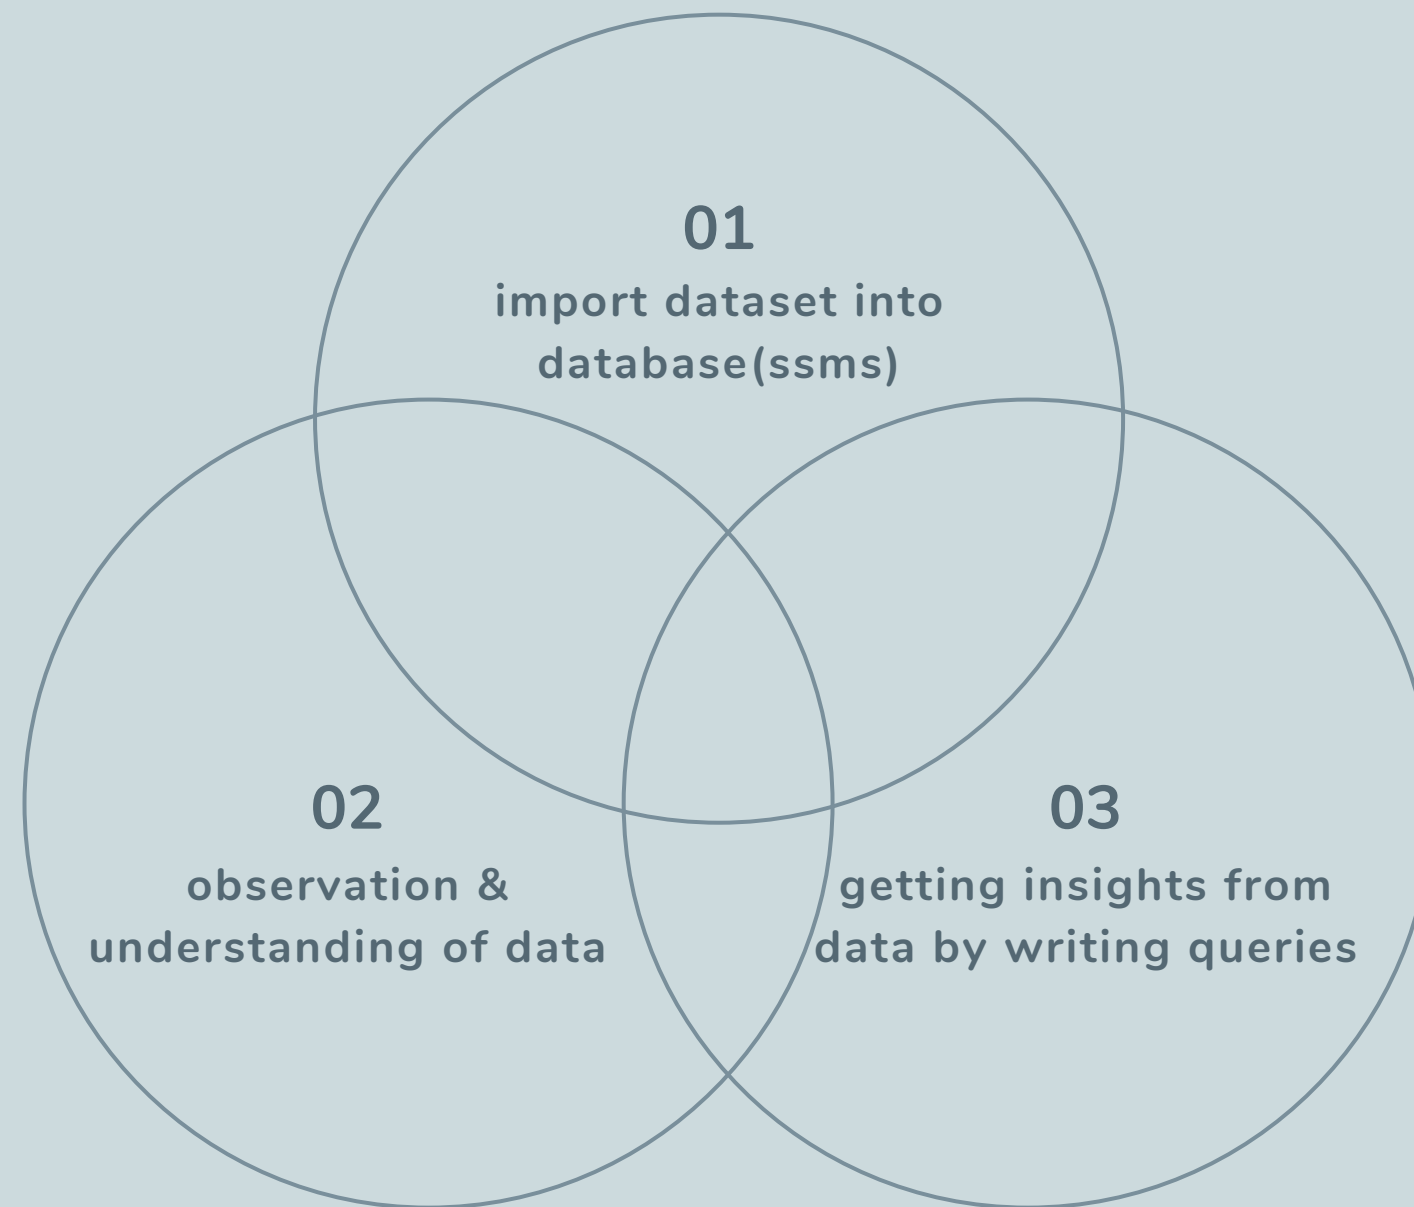 01
import dataset into
database(ssms)
02
observation &
understanding of data
03
getting insights from
data by writing queries